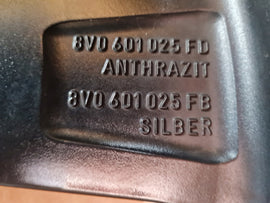 8V0 601 025 FD
ANTHRAZIT
8V0 601 025 FB
SILBER